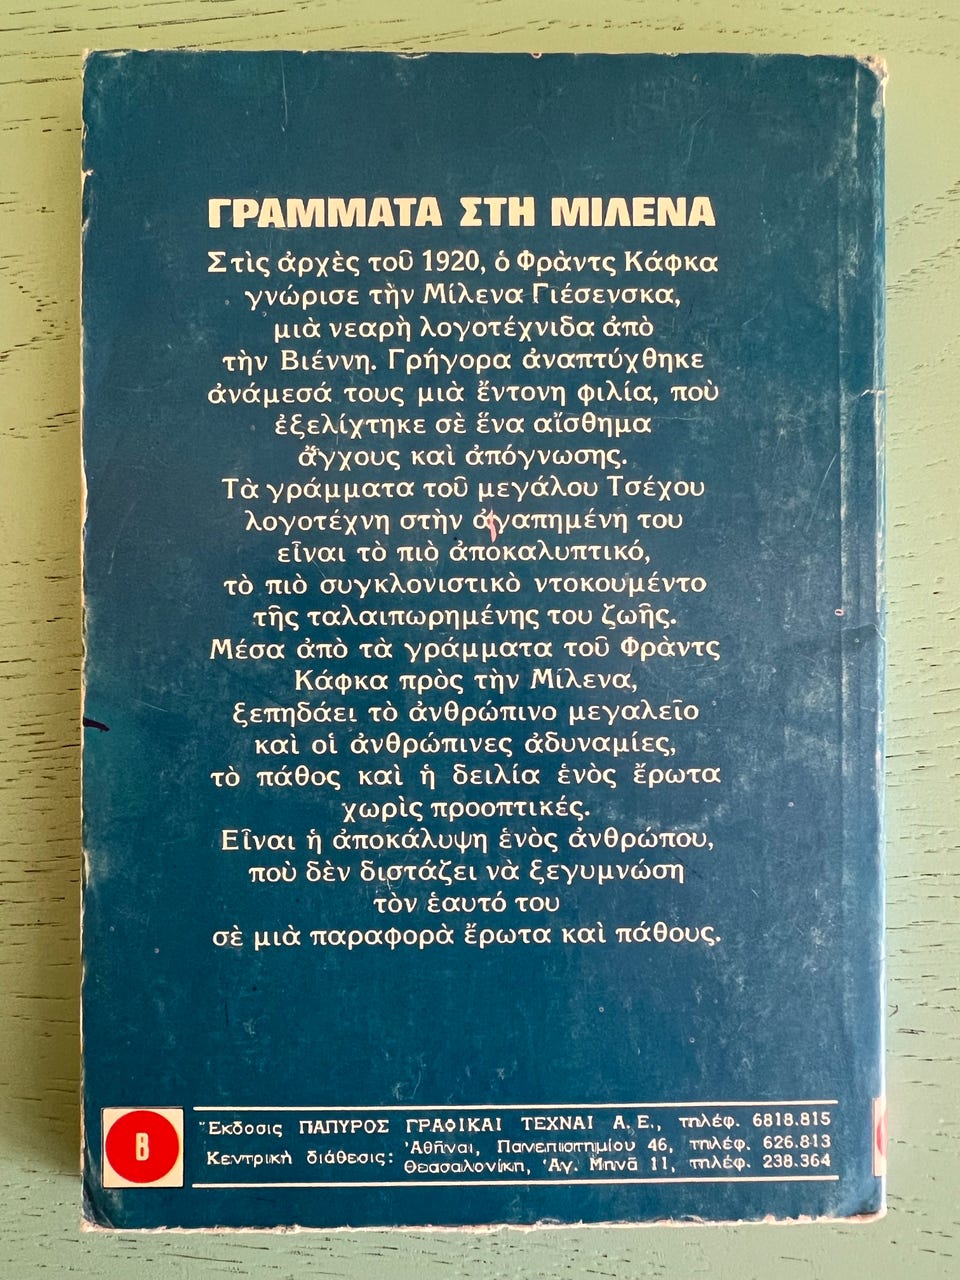 ΓΡΑΜΜΑΤΑ ΣΤΗ ΜΙΛΕΝΑ
Στὶς ἀρχὲς τοῦ 1920, ὁ Φρὰντς Κάφκα
γνώρισε τὴν Μίλενα Γιέσενσκα,
μιὰ νεαρὴ λογοτέχνιδα ἀπὸ
τὴν Βιέννη. Γρήγορα ἀναπτύχθηκε
ἀνάμεσά τους μιὰ ἔντονη φιλία, ποὺ
ἐξελίχτηκε σὲ ἕνα αἴσθημα
ἄγχους καὶ ἀπόγνωσης.
Τὰ γράμματα τοῦ μεγάλου Τσέχου
λογοτέχνη στὴν ἀγαπημένη του
εἶναι τὸ πιὸ ἀποκαλυπτικό,
τὸ πιὸ συγκλονιστικὸ ντοκουμέντο
τῆς ταλαιπωρημένης του ζωῆς.
Μέσα ἀπὸ τὰ γράμματα τοῦ Φρὰντς
Κάφκα πρὸς τὴν Μίλενα,
ξεπηδάει τὸ ἀνθρώπινο μεγαλεῖο
καὶ οἱ ἀνθρώπινες ἀδυναμίες,
τὸ πάθος καὶ ἡ δειλία ἑνὸς ἔρωτα
χωρὶς προοπτικές.
Εἶναι ἡ ἀποκάλυψη ἑνὸς ἀνθρώπου,
ποὺ δὲν διστάζει νὰ ξεγυμνώση
τὸν ἑαυτό του
σὲ μιὰ παραφορὰ ἔρωτα καὶ πάθους.
Β
Ἔκδοσις ΠΑΠΥΡΟΣ ΓΡΑΦΙΚΑΙ ΤΕΧΝΑΙ Α.Ε., τηλέφ. 6818.815
Κεντρικὴ διάθεσις: Ἀθῆναι, Πανεπιστημίου 46, τηλέφ. 626.813
Θεσσαλονίκη, Ἁγ. Μηνᾶ 11, τηλέφ. 238.364